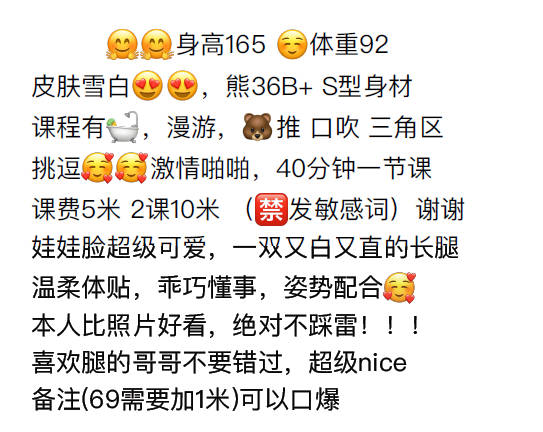 🤗🤗身高165 ☺️体重92
皮肤雪白😍😍，熊36B+ S型身材
课程有🛀，漫游，🐻推 口吹 三角区
挑逗🥰🥰激情啪啪，40分钟一节课
课费5米 2课10米 （🈲发敏感词）谢谢
娃娃脸超级可爱，一双又白又直的长腿
温柔体贴，乖巧懂事，姿势配合🥰
本人比照片好看，绝对不踩雷！！！
喜欢腿的哥哥不要错过，超级nice
备注(69需要加1米)可以口爆